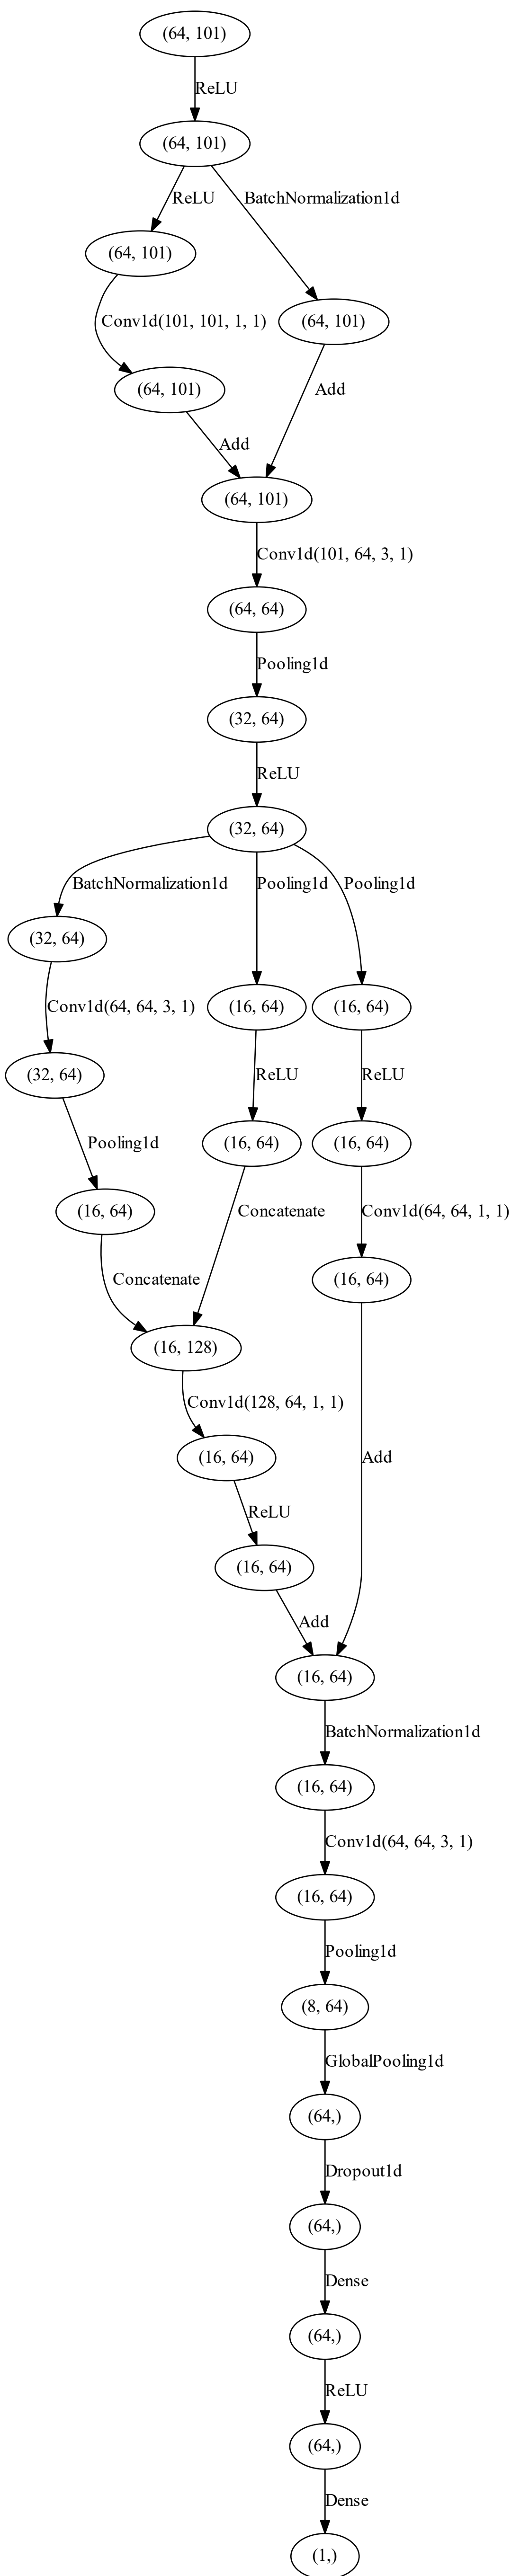 (64, 101)
ReLU
(64, 101)
ReLU
BatchNormalization1d
(64, 101)
Conv1d(101, 101, 1, 1)
(64, 101)
(64, 101)
Add
Add
(64, 101)
Conv1d(101, 64, 3, 1)
(64, 64)
Pooling1d
(32, 64)
ReLU
(32, 64)
BatchNormalization1d
Pooling1d
Pooling1d
(32, 64)
Conv1d(64, 64, 3, 1)
(16, 64)
(16, 64)
(32, 64)
ReLU
ReLU
Pooling1d
(16, 64)
(16, 64)
(16, 64)
Concatenate
Conv1d(64, 64, 1, 1)
Concatenate
(16, 64)
(16, 128)
Conv1d(128, 64, 1, 1)
(16, 64)
Add
ReLU
(16, 64)
Add
(16, 64)
BatchNormalization1d
(16, 64)
Conv1d(64, 64, 3, 1)
(16, 64)
Pooling1d
(8, 64)
GlobalPooling1d
(64,)
Dropout1d
(64,)
Dense
(64,)
ReLU
(64,)
Dense
(1,)